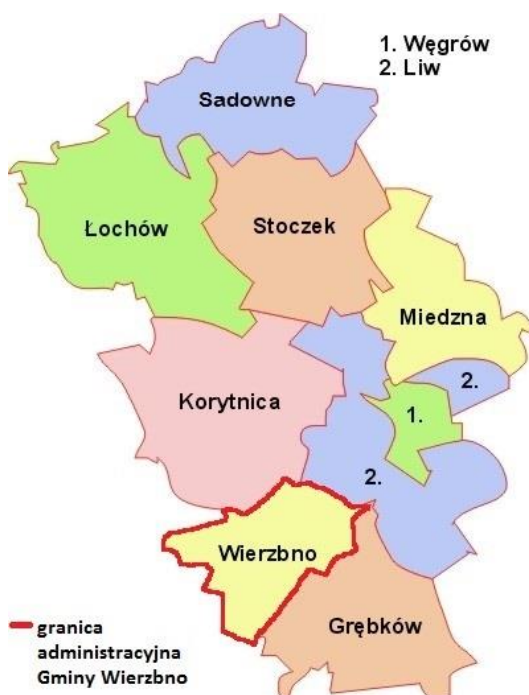 1. Węgrów
2. Liw
Sadowne
Łochów
Stoczek
Miedzna
2.
Korytnica
1.
2.
Wierzbno
Grębków
granica
administracyjna
Gminy Wierzbno